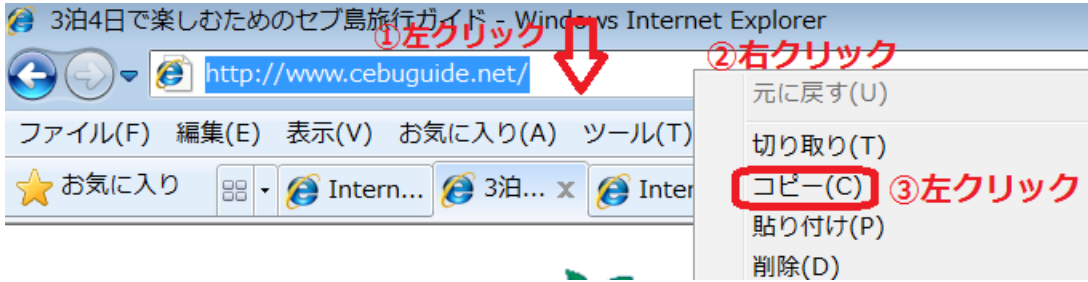 3泊4日で楽しむためのセブ島旅行ガイド - Windows Internet Explorer
①左クリック
②右クリック
http://www.cebuguide.net/
元に戻す(U)
ファイル(F) 編集(E) 表示(V) お気に入り(A) ツール(T)
切り取り(T)
お気に入り Intern... 3泊... x Inter
コピー(C) ③左クリック
貼り付け(P)
削除(D)